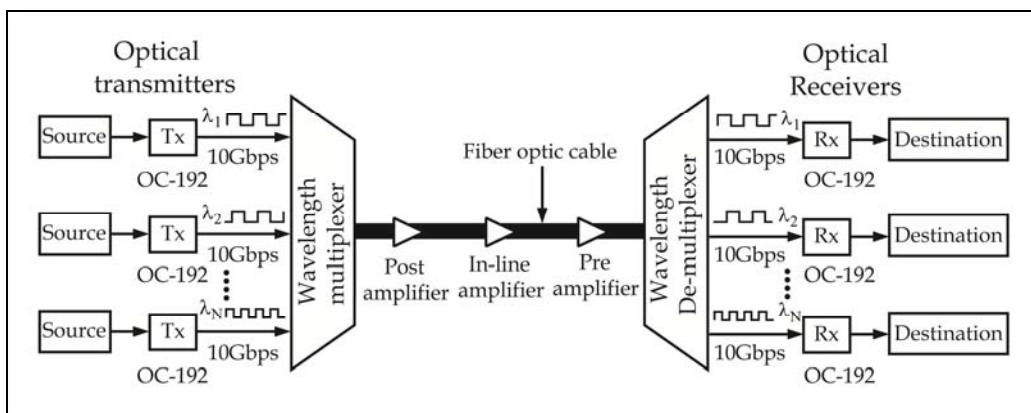 Optical
transmitters
Source
Tx
λ1
10Gbps
OC-192
Source
Tx
λ2
10Gbps
OC-192
Source
Tx
λN
10Gbps
OC-192
Wavelength
multiplexer
Fiber optic cable
Post
amplifier
In-line
amplifier
Pre
amplifier
Wavelength
De-multiplexer
Optical
Receivers
λ1
10Gbps
Rx
OC-192
Destination
λ2
10Gbps
Rx
OC-192
Destination
λN
10Gbps
Rx
OC-192
Destination